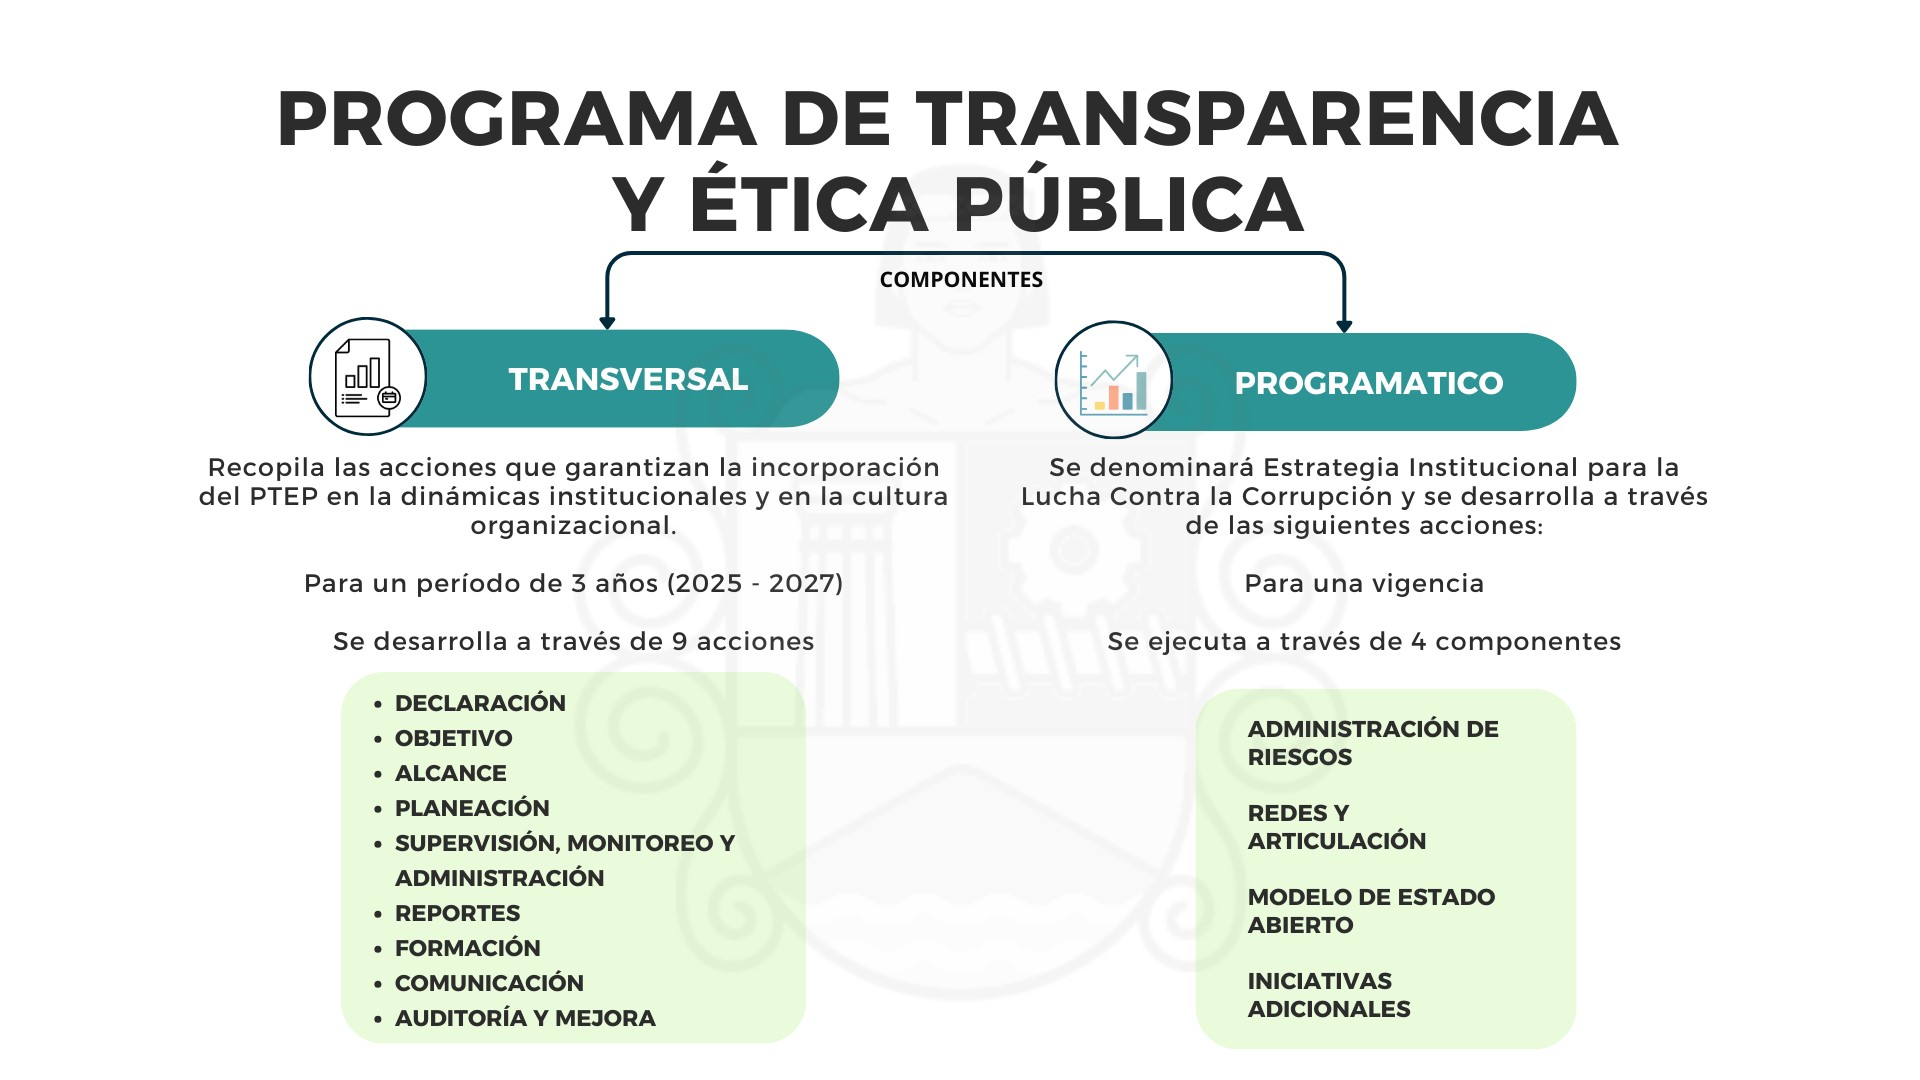 PROGRAMA DE TRANSPARENCIA
Y ÉTICA PÚBLICA
COMPONENTES
TRANSVERSAL
Recopila las acciones que garantizan la incorporación
del PTEP en la dinámicas institucionales y en la cultura
organizacional.
Para un período de 3 años (2025 - 2027)
Se desarrolla a través de 9 acciones
• DECLARACIÓN
• OBJETIVO
• ALCANCE
• PLANEACIÓN
• SUPERVISIÓN, MONITOREO Y
ADMINISTRACIÓN
• REPORTES
• FORMACIÓN
• COMUNICACIÓN
• AUDITORÍA Y MEJORA
PROGRAMATICO
Se denominará Estrategia Institucional para la
Lucha Contra la Corrupción y se desarrolla a través
de las siguientes acciones:
Para una vigencia
Se ejecuta a través de 4 componentes
ADMINISTRACIÓN DE
RIESGOS
REDES Y
ARTICULACIÓN
MODELO DE ESTADO
ABIERTO
INICIATIVAS
ADICIONALES